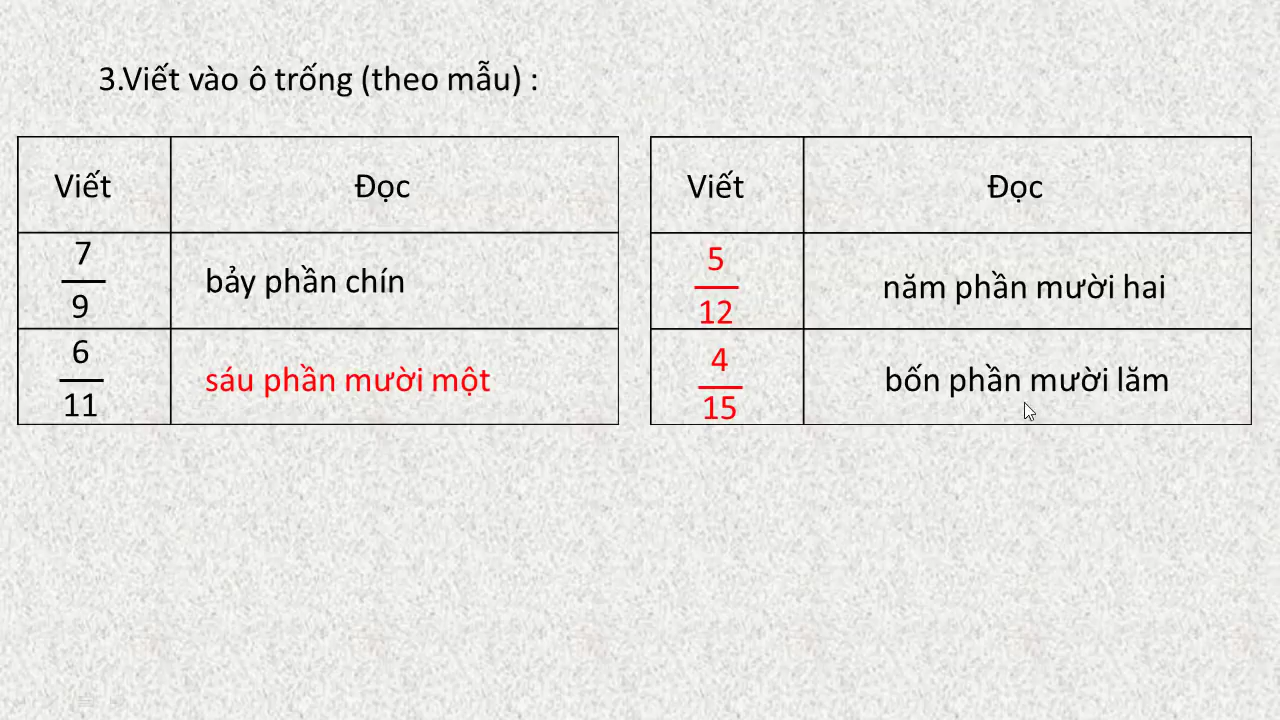 3.Viết vào ô trống (theo mẫu) :
Viết Đọc
7/9 bảy phần chín
6/11 sáu phần mười một
Viết Đọc
5/12 năm phần mười hai
4/15 bốn phần mười lăm